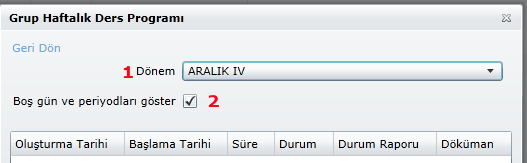 Grup Haftalık Ders Programı
Geri Dön
1 Dönem ARALIK IV
Boş gün ve periyodları göster 2
Oluşturma Tarihi Başlama Tarihi Süre Durum Durum Raporu Döküman